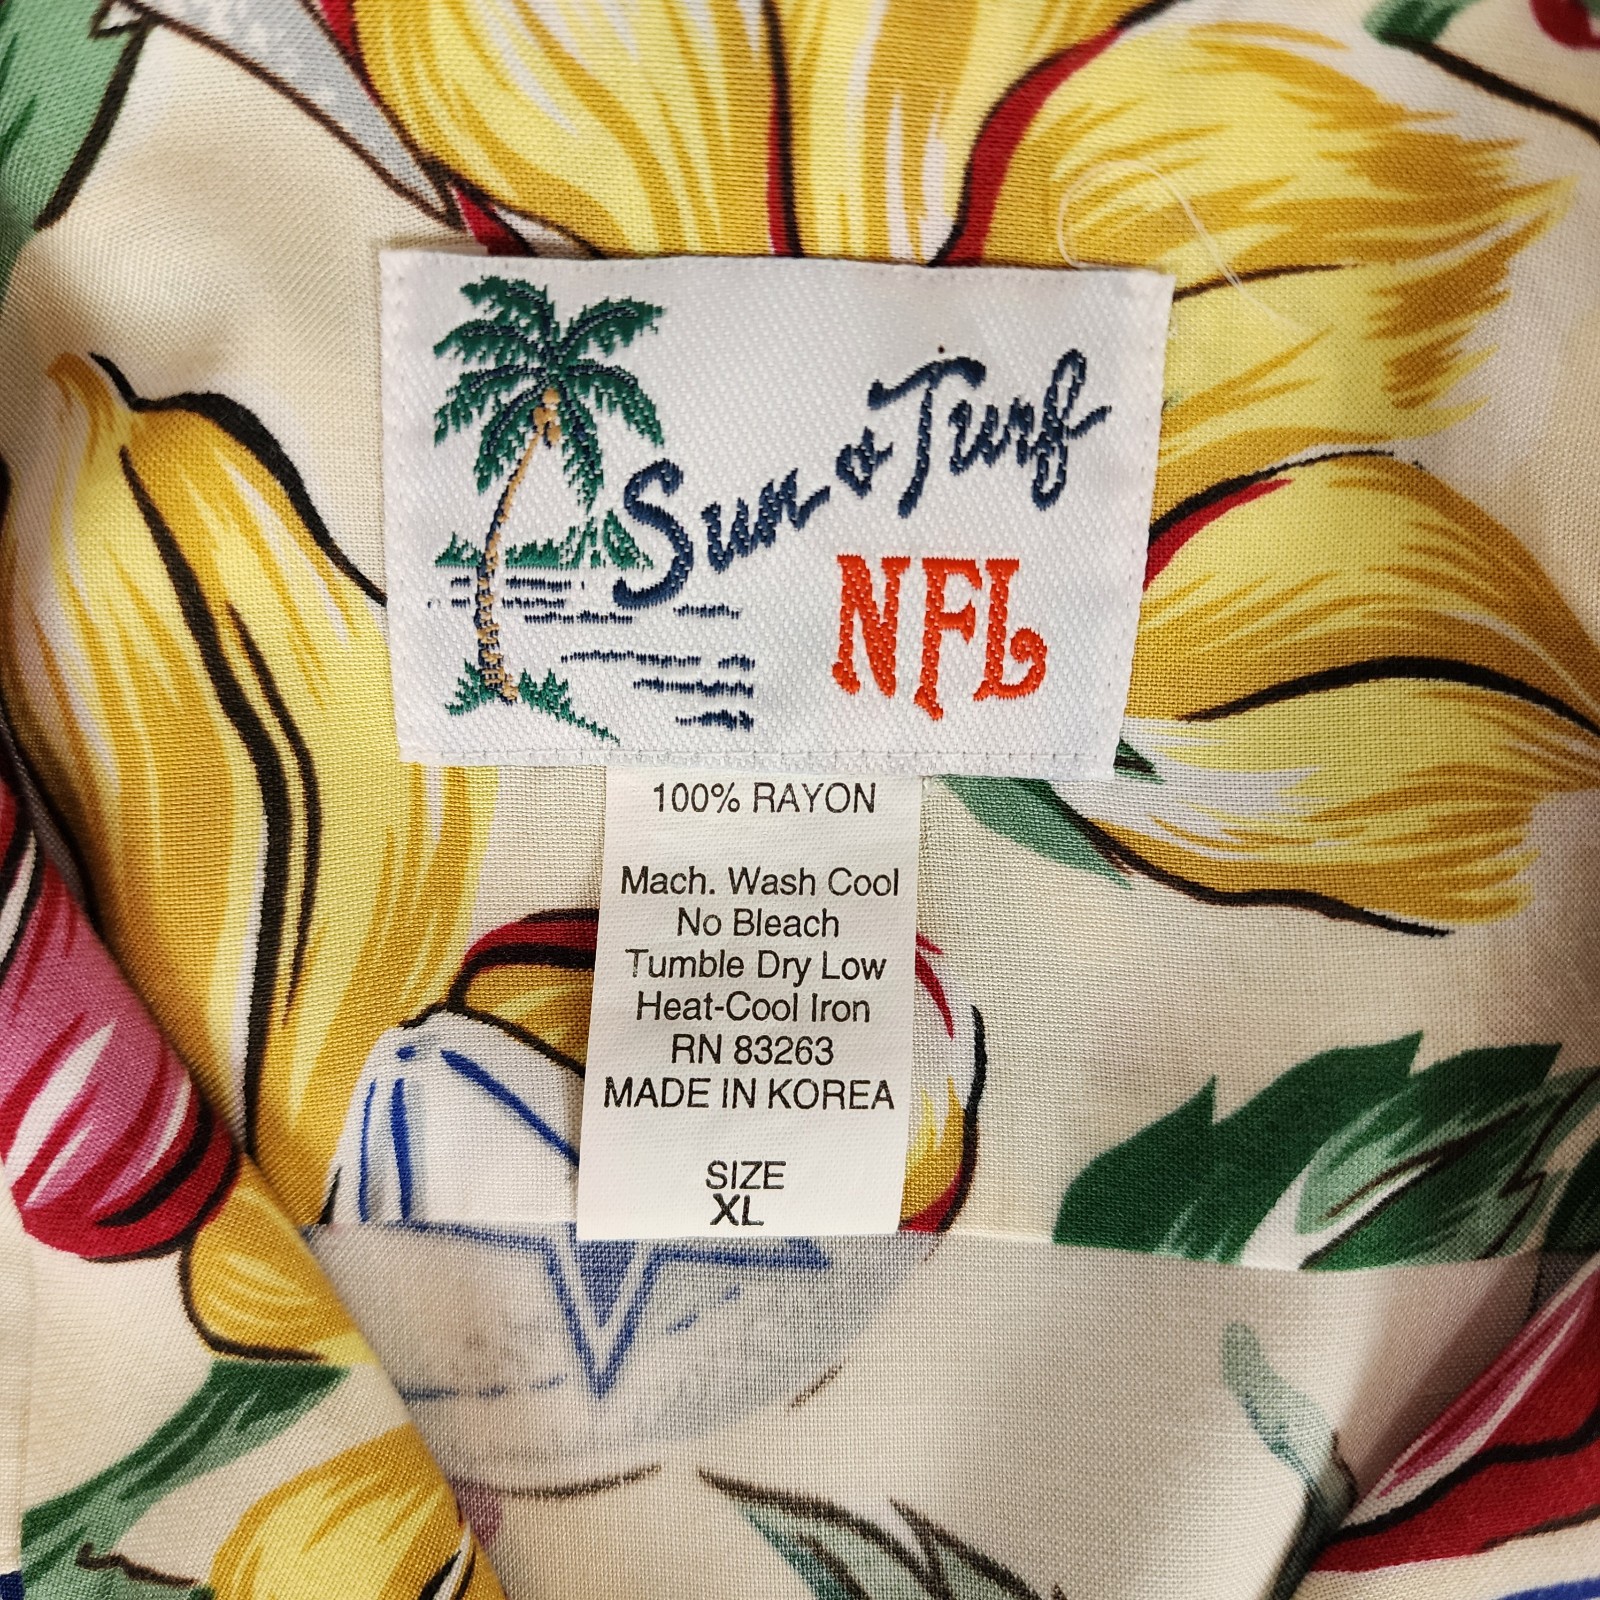 Sun & Turf
NFL
100% RAYON
Mach. Wash Cool
No Bleach
Tumble Dry Low
Heat-Cool Iron
RN 83263
MADE IN KOREA
SIZE
XL